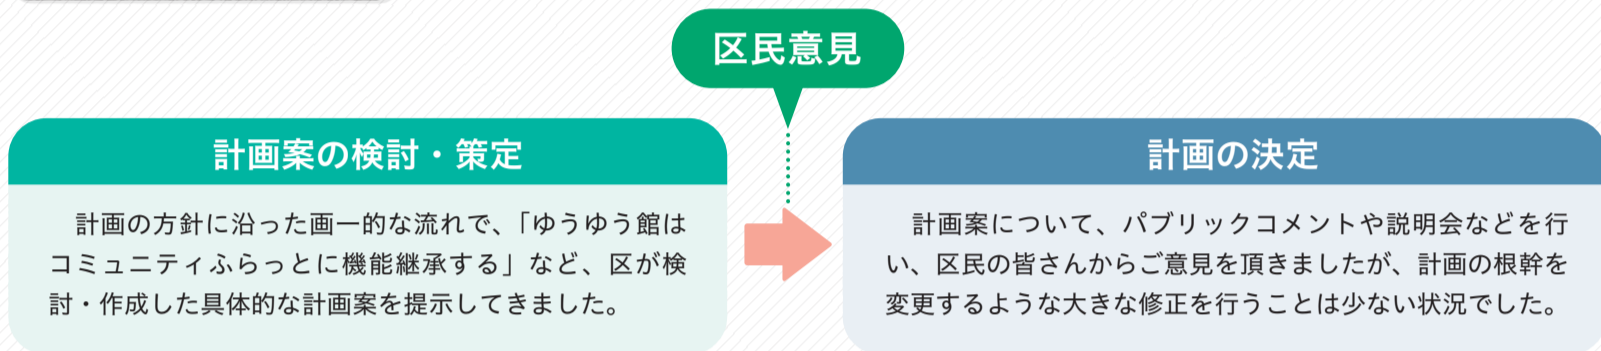 区民意見
計画案の検討・策定
　計画の方針に沿った画一的な流れで、「ゆうゆう館は
コミュニティふらっとに機能継承する」など、区が検
討・作成した具体的な計画案を提示してきました。
計画の決定
　計画案について、パブリックコメントや説明会などを行
い、区民の皆さんからご意見を頂きましたが、計画の根幹を
変更するような大きな修正を行うことは少ない状況でした。